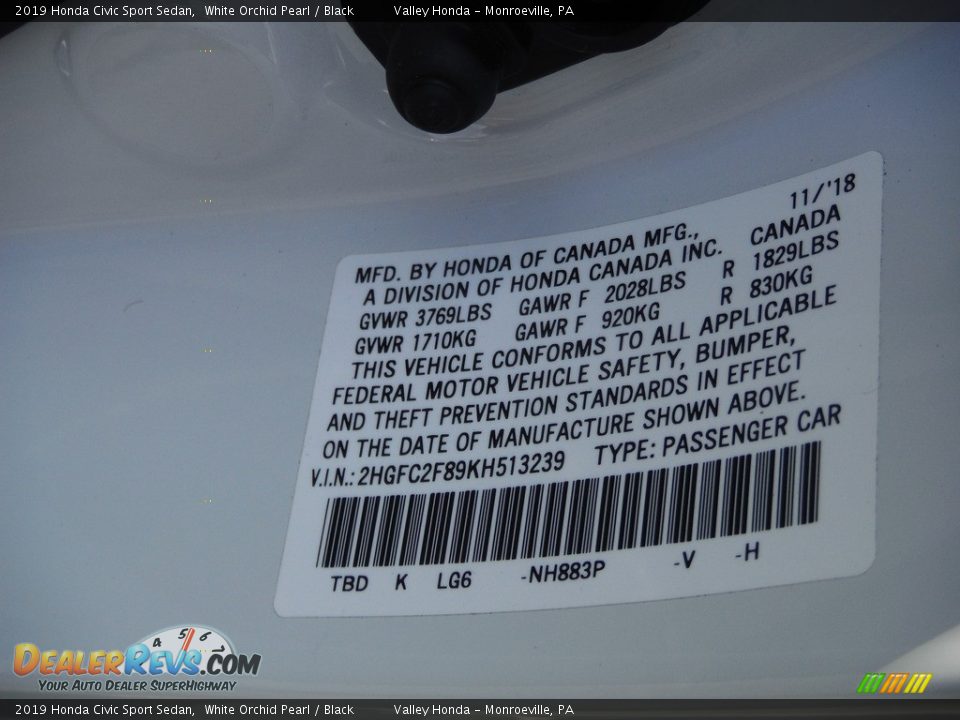 2019 Honda Civic Sport Sedan, White Orchid Pearl / Black Valley Honda - Monroeville, PA
11/'18
MFD. BY HONDA OF CANADA MFG.,
A DIVISION OF HONDA CANADA INC. CANADA
GVWR 3769LBS GAWR F 2028LBS R 1829LBS
GVWR 1710KG GAWR F 920KG R 830KG
THIS VEHICLE CONFORMS TO ALL APPLICABLE
FEDERAL MOTOR VEHICLE SAFETY, BUMPER,
AND THEFT PREVENTION STANDARDS IN EFFECT
ON THE DATE OF MANUFACTURE SHOWN ABOVE.
V.I.N.: 2HGFC2F89KH513239 TYPE: PASSENGER CAR
TBD K LG6 -NH883P -V -H
4 5 6 7
DEALERREVS.COM
YOUR AUTO DEALER SUPERHIGHWAY
2019 Honda Civic Sport Sedan, White Orchid Pearl / Black Valley Honda - Monroeville, PA